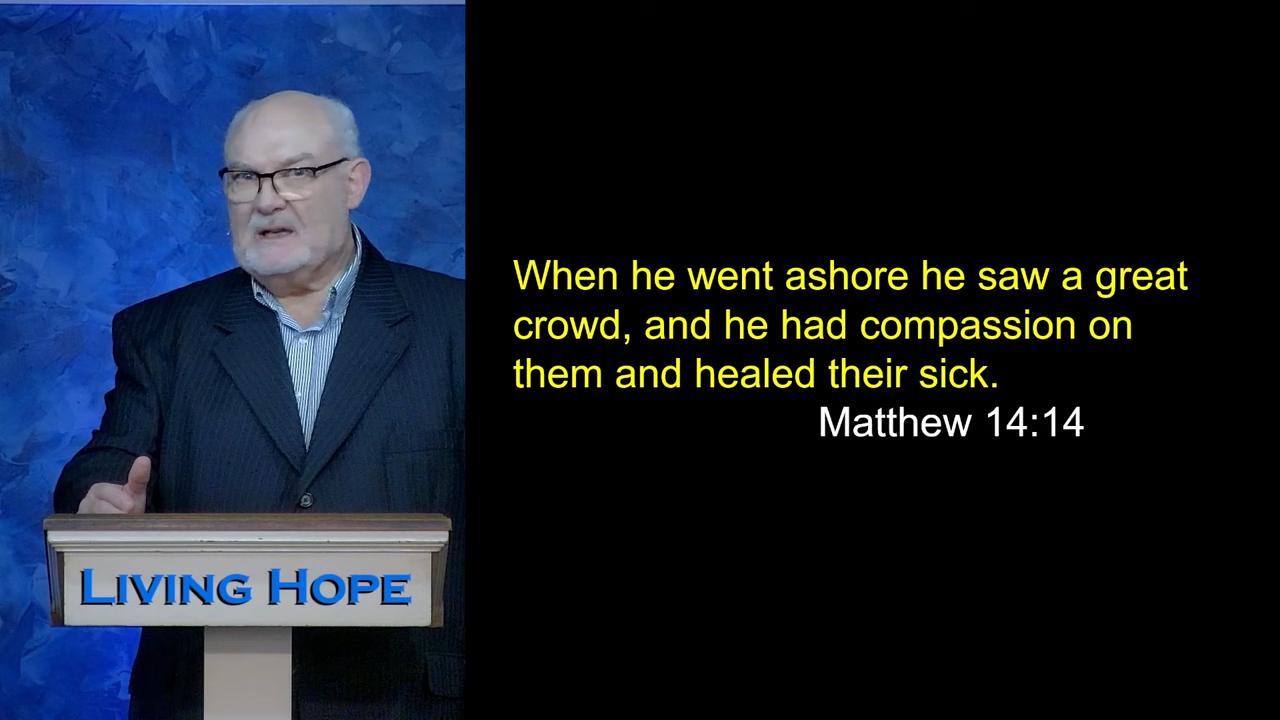 LIVING HOPE
When he went ashore he saw a great
crowd, and he had compassion on
them and healed their sick.
Matthew 14:14